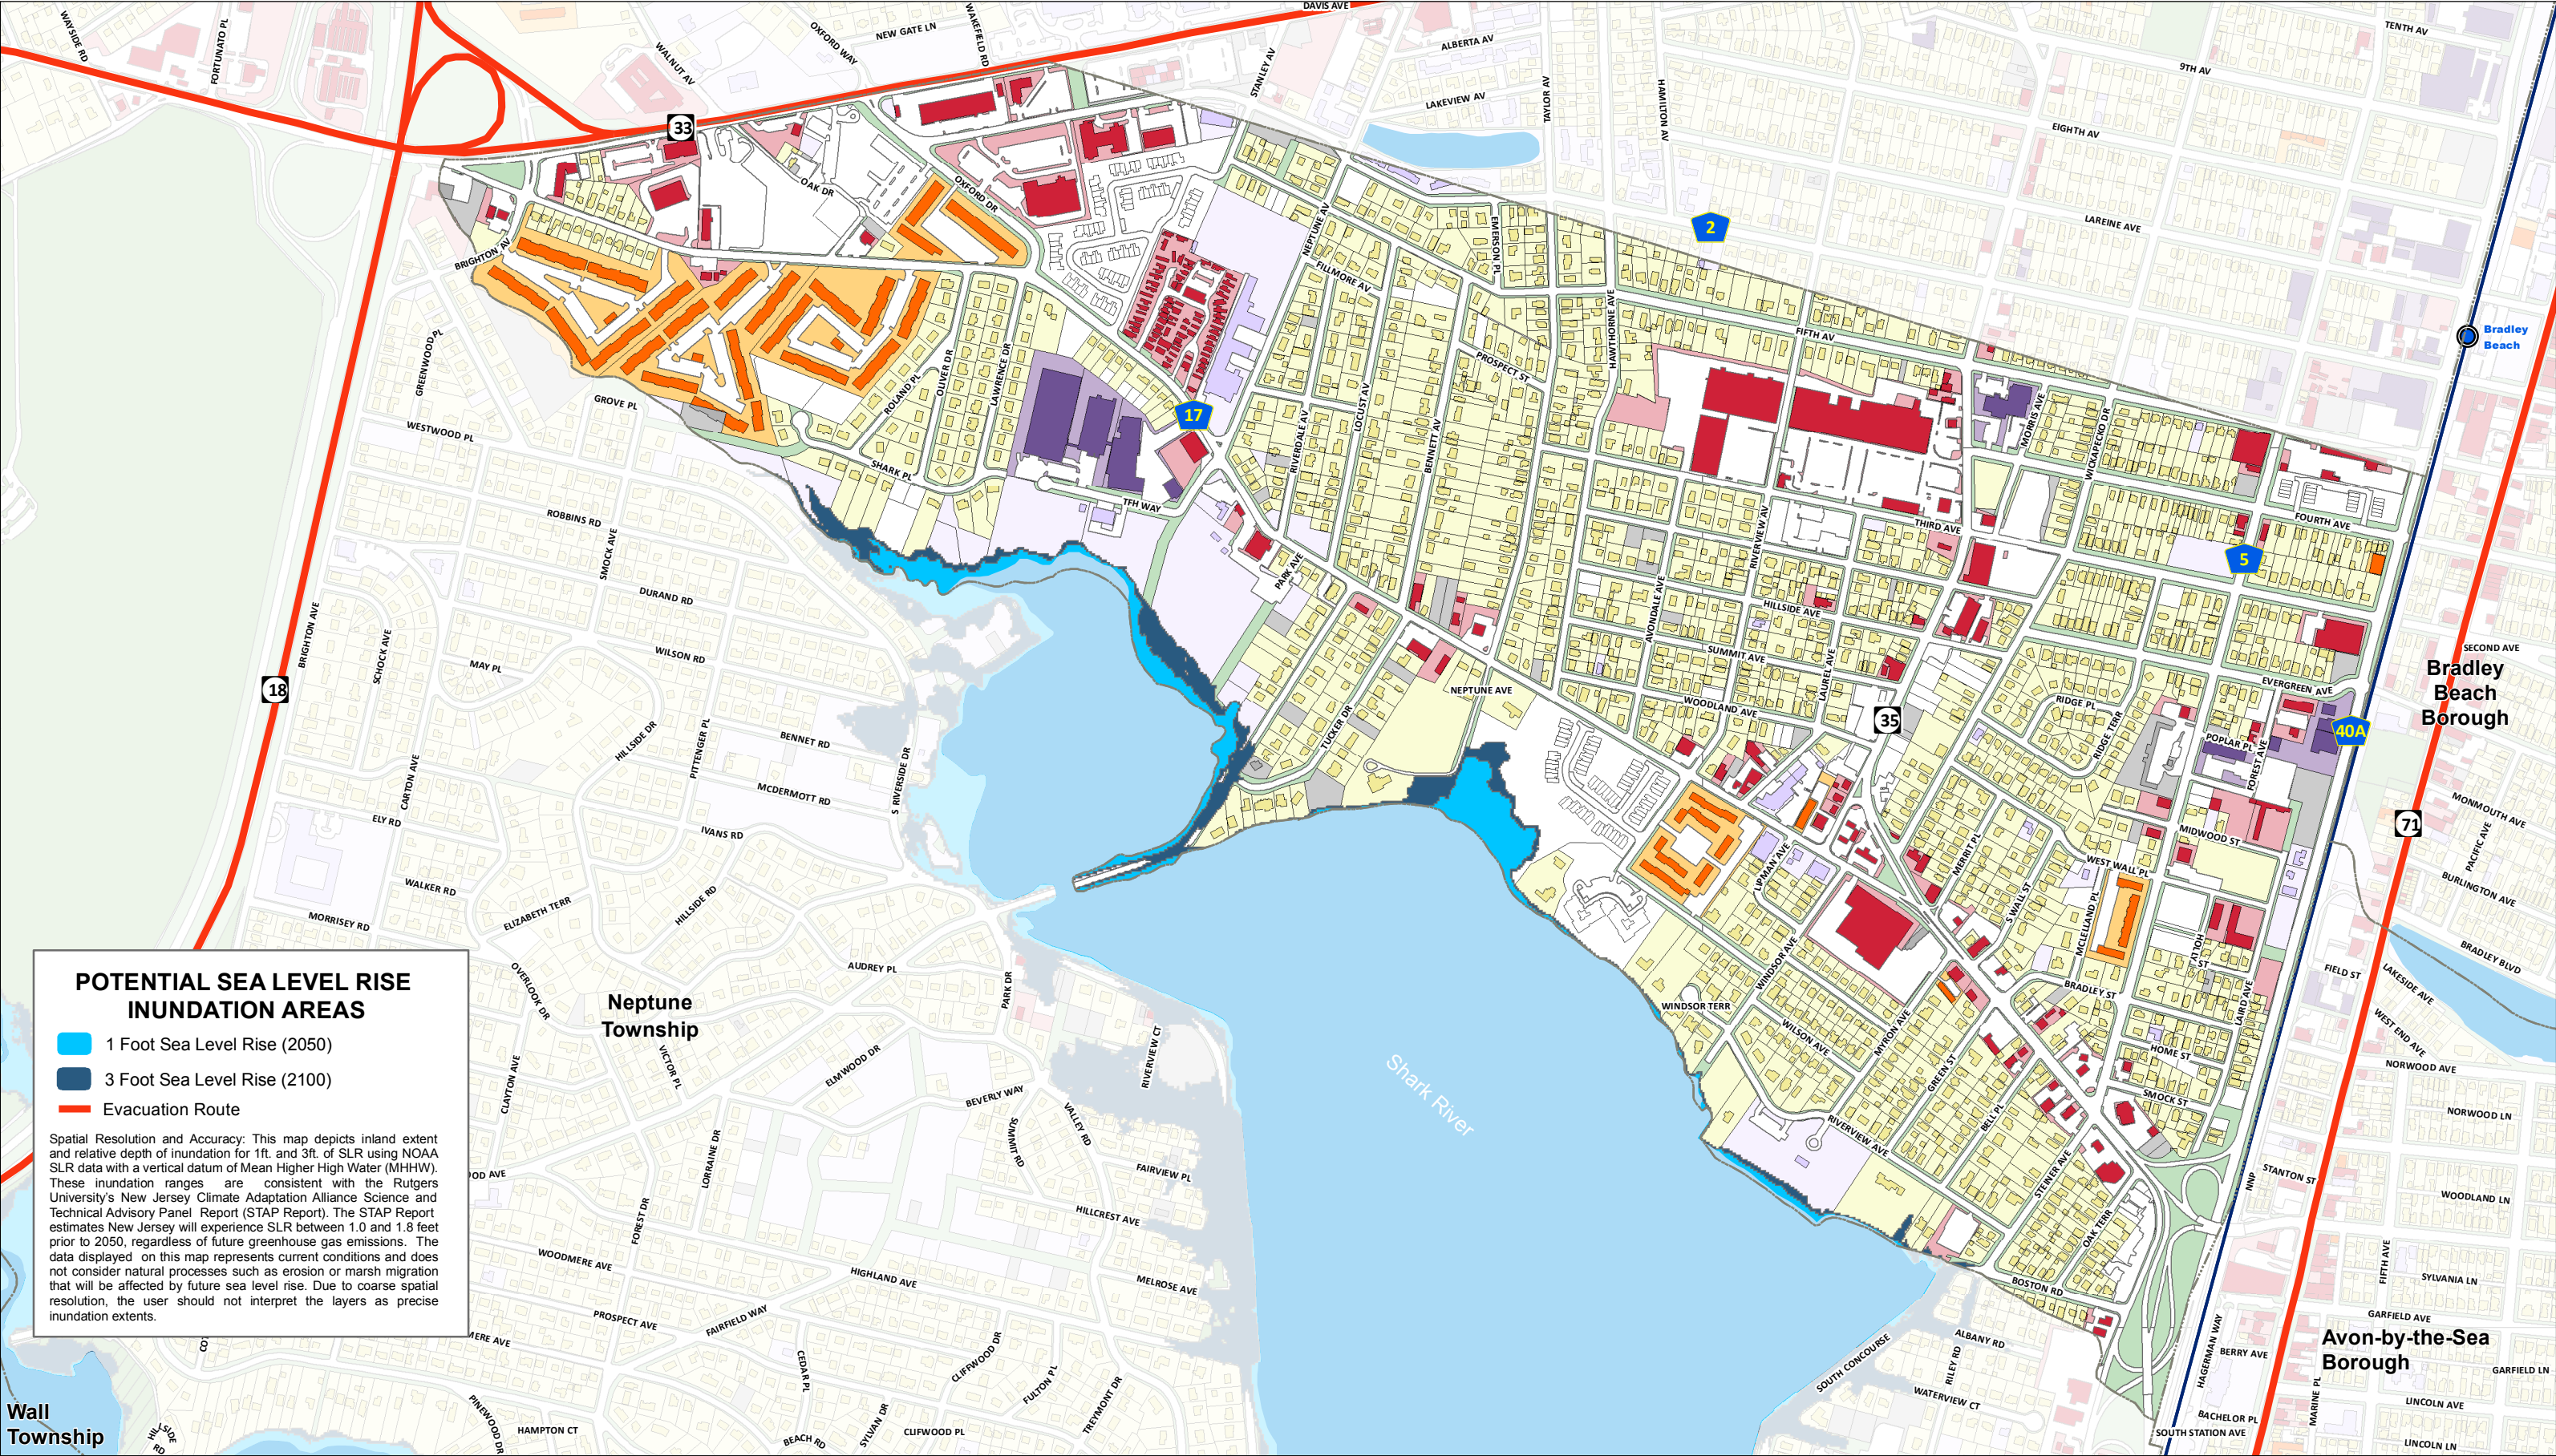 DAVIS AVE
WAYSIDE RD
FORTUNATO PL
WALNUT AV
OXFORD WAY
NEW GATE LN
WAKEFIELD RD
STANLEY AV
ALBERTA AV
LAKEVIEW AV
TAYLOR AV
HAMILTON AV
TENTH AV
9TH AV
EIGHTH AV
LAREINE AVE
33
2
OAK DR
OXFORD DR
BRIGHTON AV
NEPTUNE AV
FILLMORE AV
EMERSON PL
HAWTHORNE AVE
FIFTH AV
Bradley
Beach
GREENWOOD PL
ROLAND PL
OLIVER DR
LAWRENCE DR
17
PROSPECT ST
LOCUST AV
RIVERDALE AV
BENNETT AV
MORRIS AVE
WICKAPECKO DR
GROVE PL
WESTWOOD PL
SHARK PL
TFH WAY
FOURTH AVE
THIRD AVE
5
ROBBINS RD
SMOCK AVE
PARK AVE
RIVERVIEW AV
DURAND RD
AVONDALE AVE
HILLSIDE AVE
BRIGHTON AVE
SCHOCK AVE
MAY PL
WILSON RD
SUMMIT AVE
LAUREL AVE
SECOND AVE
Bradley
Beach
Borough
EVERGREEN AVE
18
NEPTUNE AVE
WOODLAND AVE
35
RIDGE PL
RIDGE TERR
POPLAR PL
FOREST AVE
40A
TUCKER DR
HILLSIDE DR
PITTENGER PL
BENNET RD
S RIVERSIDE DR
MCDERMOTT RD
CARTON AVE
ELY RD
IVANS RD
71
MONMOUTH AVE
PACIFIC AVE
BURLINGTON AVE
MIDWOOD ST
WEST WALL PL
MERRIT PL
S WALL ST
LIPMAN AVE
MCLELLAND PL
HOLLY
ST
WALKER RD
MORRISEY RD
ELIZABETH TERR
HILLSIDE RD
BRADLEY BLVD
LAKESIDE AVE
FIELD ST
WEST END AVE
BRADLEY ST
LAIRD AVE
WINDSOR AVE
WINDSOR TERR
WILSON AVE
MYRON AVE
GREEN ST
HOME ST
SMOCK ST
BELL PL
NORWOOD AVE
NORWOOD LN
AUDREY PL
OVERLOOK DR
PARK DR
Neptune
Township
VICTOR PL
CLAYTON AVE
ELMWOOD DR
BEVERLY WAY
RIVERVIEW CT
VALLEY RD
SUMMIT RD
Shark River
RIVERVIEW AVE
STEINER AVE
OAK TERR
STANTON ST
NNP
WOODLAND LN
POTENTIAL SEA LEVEL RISE
INUNDATION AREAS
1 Foot Sea Level Rise (2050)
3 Foot Sea Level Rise (2100)
Evacuation Route
Spatial Resolution and Accuracy: This map depicts inland extent
and relative depth of inundation for 1ft. and 3ft. of SLR using NOAA
SLR data with a vertical datum of Mean Higher High Water (MHHW).
These inundation ranges are consistent with the Rutgers
University's New Jersey Climate Adaptation Alliance Science and
Technical Advisory Panel Report (STAP Report). The STAP Report
estimates New Jersey will experience SLR between 1.0 and 1.8 feet
prior to 2050, regardless of future greenhouse gas emissions. The
data displayed on this map represents current conditions and does
not consider natural processes such as erosion or marsh migration
that will be affected by future sea level rise. Due to coarse spatial
resolution, the user should not interpret the layers as precise
inundation extents.
OOD AVE
LORRAINE DR
FOREST DR
FAIRVIEW PL
HILLCREST AVE
WOODMERE AVE
HIGHLAND AVE
MELROSE AVE
PROSPECT AVE
FAIRFIELD WAY
MERE AVE
CEDAR PL
CLIFFWOOD DR
FULTON PL
TREYMONT DR
SYLVAN DR
BEACH RD
CLIFWOOD PL
HAMPTON CT
PINEWOOD DR
HILLSIDE
RD
CO
Wall
Township
BOSTON RD
ALBANY RD
RILEY RD
SOUTH CONCOURSE
WATERVIEW CT
FIFTH AVE
SYLVANIA LN
GARFIELD AVE
Avon-by-the-Sea
Borough
GARFIELD LN
HAGERMAN WAY
BERRY AVE
MARINE PL
LINCOLN AVE
BACHELOR PL
SOUTH STATION AVE
LINCOLN LN